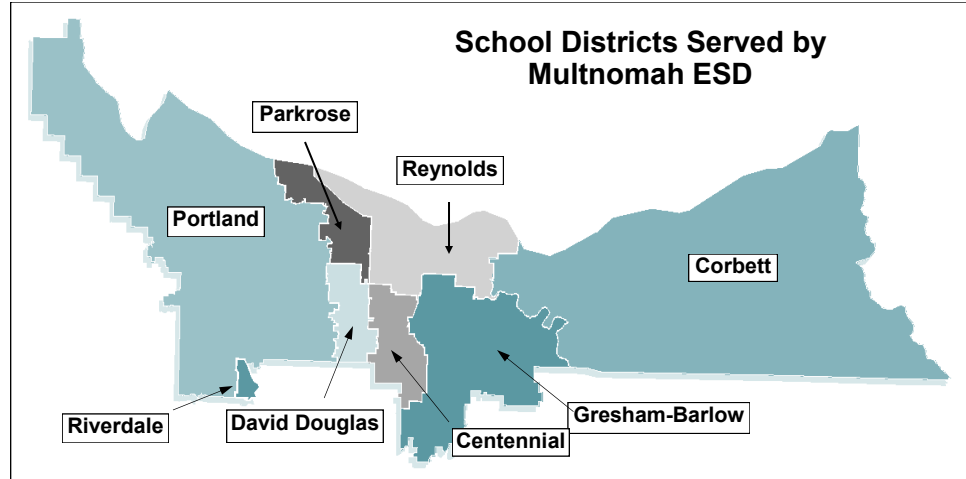 School Districts Served by
Multnomah ESD
Parkrose
Reynolds
Portland
Corbett
Riverdale
David Douglas
Centennial
Gresham-Barlow